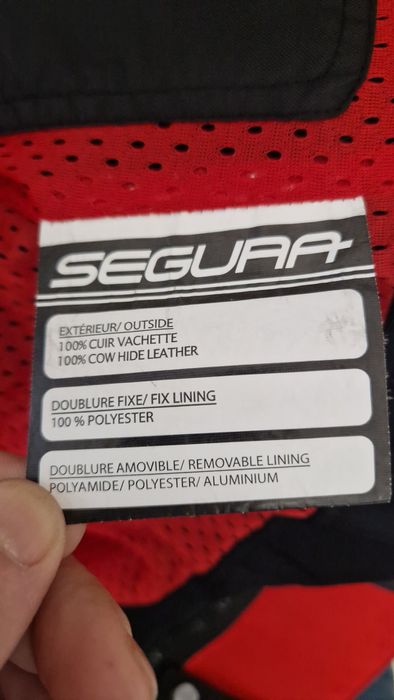 SEGURA
EXTÉRIEUR/ OUTSIDE
100% CUIR VACHETTE
100% COW HIDE LEATHER
DOUBLURE FIXE/ FIX LINING
100 % POLYESTER
DOUBLURE AMOVIBLE/ REMOVABLE LINING
POLYAMIDE/ POLYESTER/ ALUMINIUM